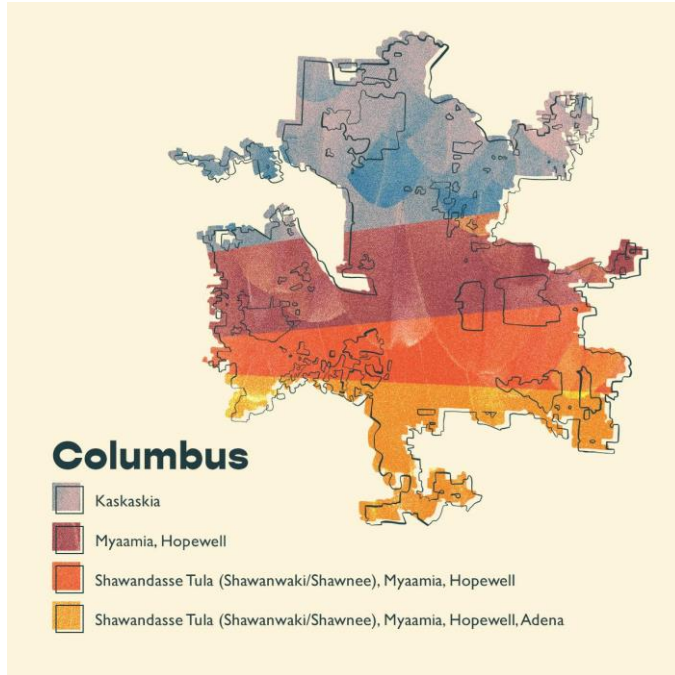 Columbus
Kaskaskia
Myaamia, Hopewell
Shawandasse Tula (Shawanwaki/Shawnee), Myaamia, Hopewell
Shawandasse Tula (Shawanwaki/Shawnee), Myaamia, Hopewell, Adena